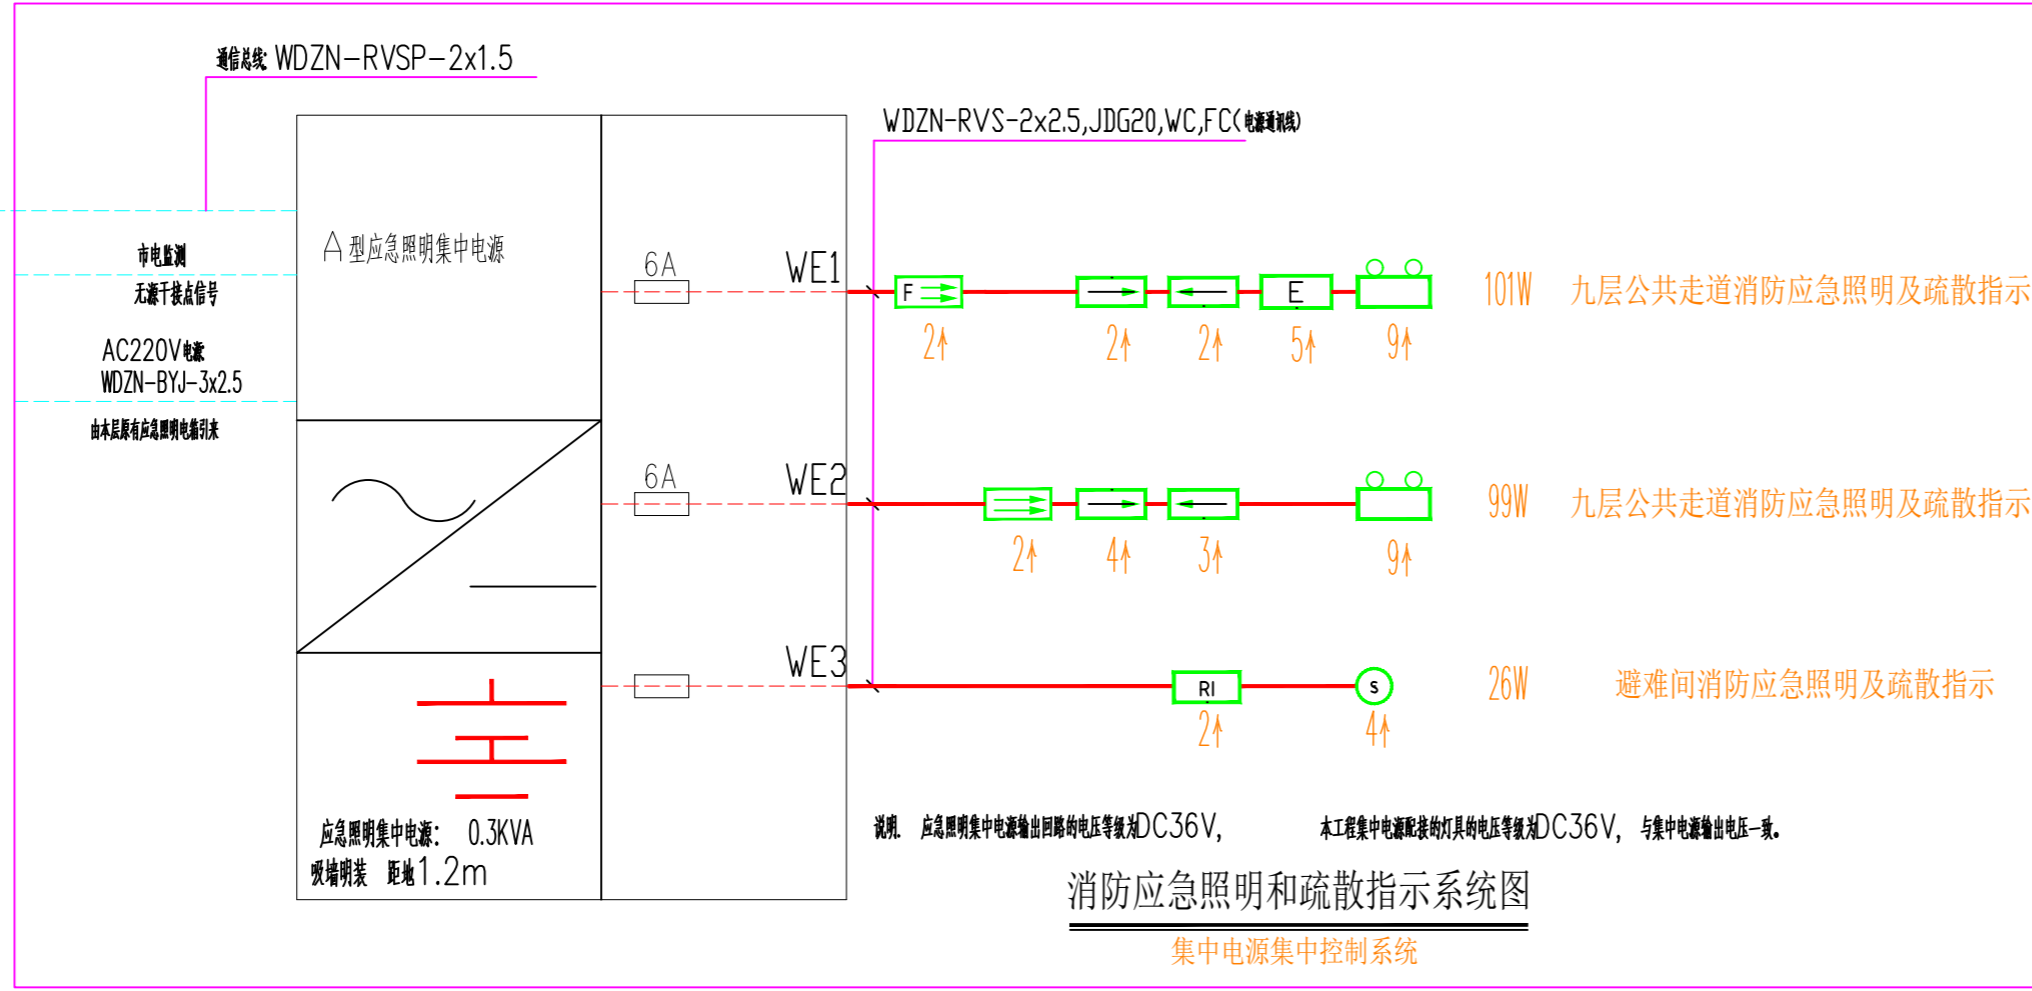 通信总线: WDZN-RVSP-2x1.5
WDZN-RVS-2x2.5,JDG20,WC,FC(电源通讯线)
市电监测
无源干接点信号
AC220V电源
WDZN-BYJ-3x2.5
由本层原有应急照明电箱引来
A型应急照明集中电源
6A
WE1
F
E
2个
2个
2个
5个
9个
101W 九层公共走道消防应急照明及疏散指示
6A
WE2
2个
4个
3个
9个
99W 九层公共走道消防应急照明及疏散指示
WE3
RI
S
2个
4个
26W 避难间消防应急照明及疏散指示
应急照明集中电源: 0.3KVA
吸墙明装 距地1.2m
说明. 应急照明集中电源输出回路的电压等级为DC36V, 本工程集中电源配接的灯具的电压等级为DC36V, 与集中电源输出电压一致。
消防应急照明和疏散指示系统图
集中电源集中控制系统